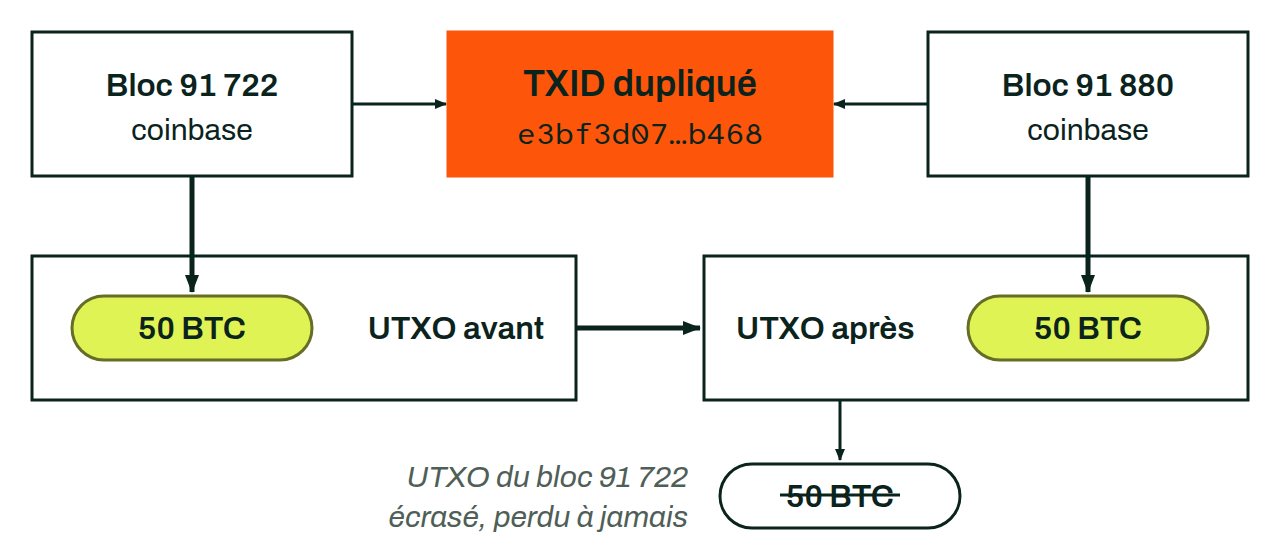 Bloc 91 722
coinbase
TXID dupliqué
e3bf3d07…b468
Bloc 91 880
coinbase
50 BTC
UTXO avant
UTXO après
50 BTC
UTXO du bloc 91 722
écrasé, perdu à jamais
50 BTC